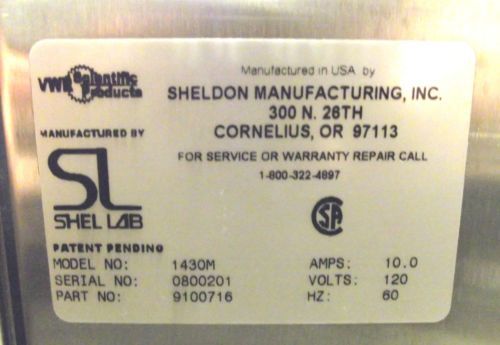 VWR Scientific
Products
Manufactured in USA by
SHELDON MANUFACTURING, INC.
300 N. 26TH
CORNELIUS, OR 97113
MANUFACTURED BY
FOR SERVICE OR WARRANTY REPAIR CALL
1-800-322-4897
SL
SHEL LAB
SA
PATENT PENDING
MODEL NO: 1430M AMPS: 10.0
SERIAL NO: 0800201 VOLTS: 120
PART NO: 9100716 HZ: 60